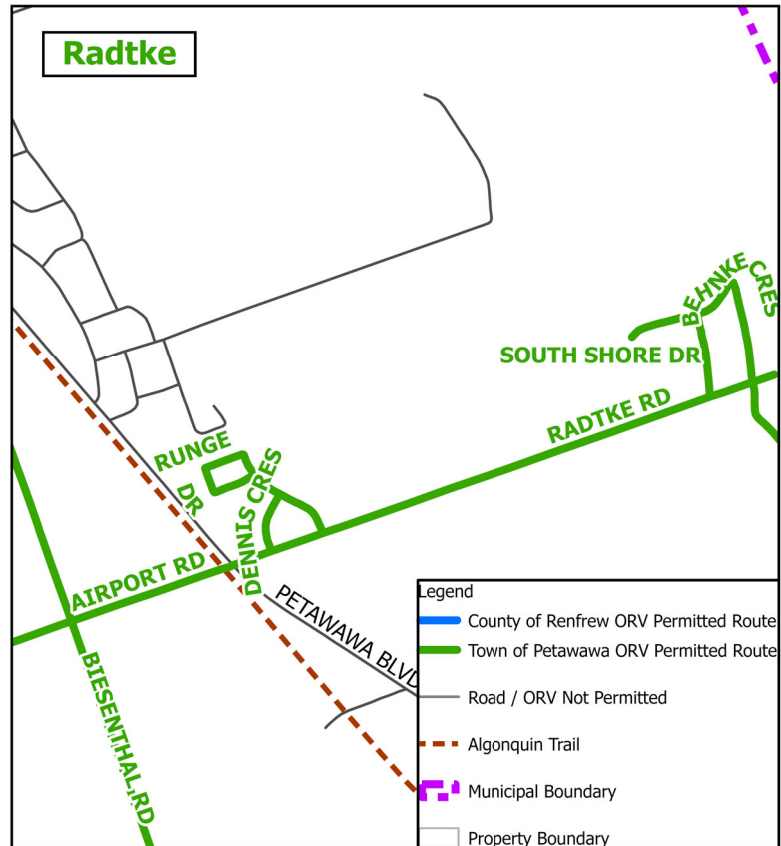 Radtke
BEHNKE CRES
SOUTH SHORE DR
RADTKE RD
RUNGE
DR
DENNIS CRES
AIRPORT RD
PETAWAWA BLVD
BIESENTHAL RD
Legend
County of Renfrew ORV Permitted Route
Town of Petawawa ORV Permitted Route
Road / ORV Not Permitted
Algonquin Trail
Municipal Boundary
Property Boundary